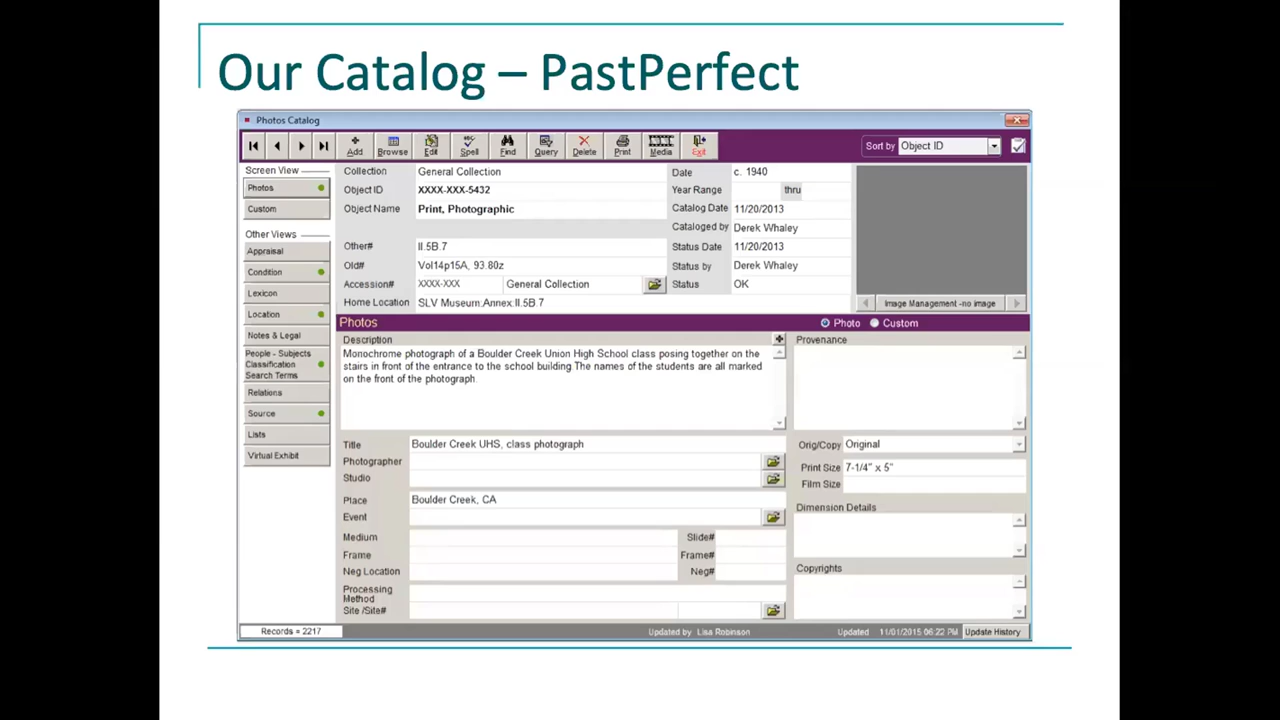 Our Catalog – PastPerfect
Photos Catalog
Add Browse Edit Spell Find Query Delete Print Media Exit
Sort by Object ID
Screen View
Photos
Custom
Other Views
Appraisal
Condition
Lexicon
Location
Notes & Legal
People - Subjects
Classification
Search Terms
Relations
Source
Lists
Virtual Exhibit
Collection General Collection
Object ID XXXX-XXX-5432
Object Name Print, Photographic
Other# II.5B.7
Old# Vol14p15A, 93.80z
Accession# XXXX-XXX General Collection
Home Location SLV Museum:Annex:II.5B.7
Date c. 1940
Year Range thru
Catalog Date 11/20/2013
Cataloged by Derek Whaley
Status Date 11/20/2013
Status by Derek Whaley
Status OK
Image Management -no image
Photos
Photo Custom
Description
Monochrome photograph of a Boulder Creek Union High School class posing together on the
stairs in front of the entrance to the school building.The names of the students are all marked
on the front of the photograph
Provenance
Title Boulder Creek UHS, class photograph
Photographer
Studio
Place Boulder Creek, CA
Event
Medium Slide#
Frame Frame#
Neg Location Neg#
Processing
Method
Site /Site#
Orig/Copy Original
Print Size 7-1/4" x 5"
Film Size
Dimension Details
Copyrights
Records = 2217
Updated by Lisa Robinson
Updated 11/01/2015 06:22 PM Update History